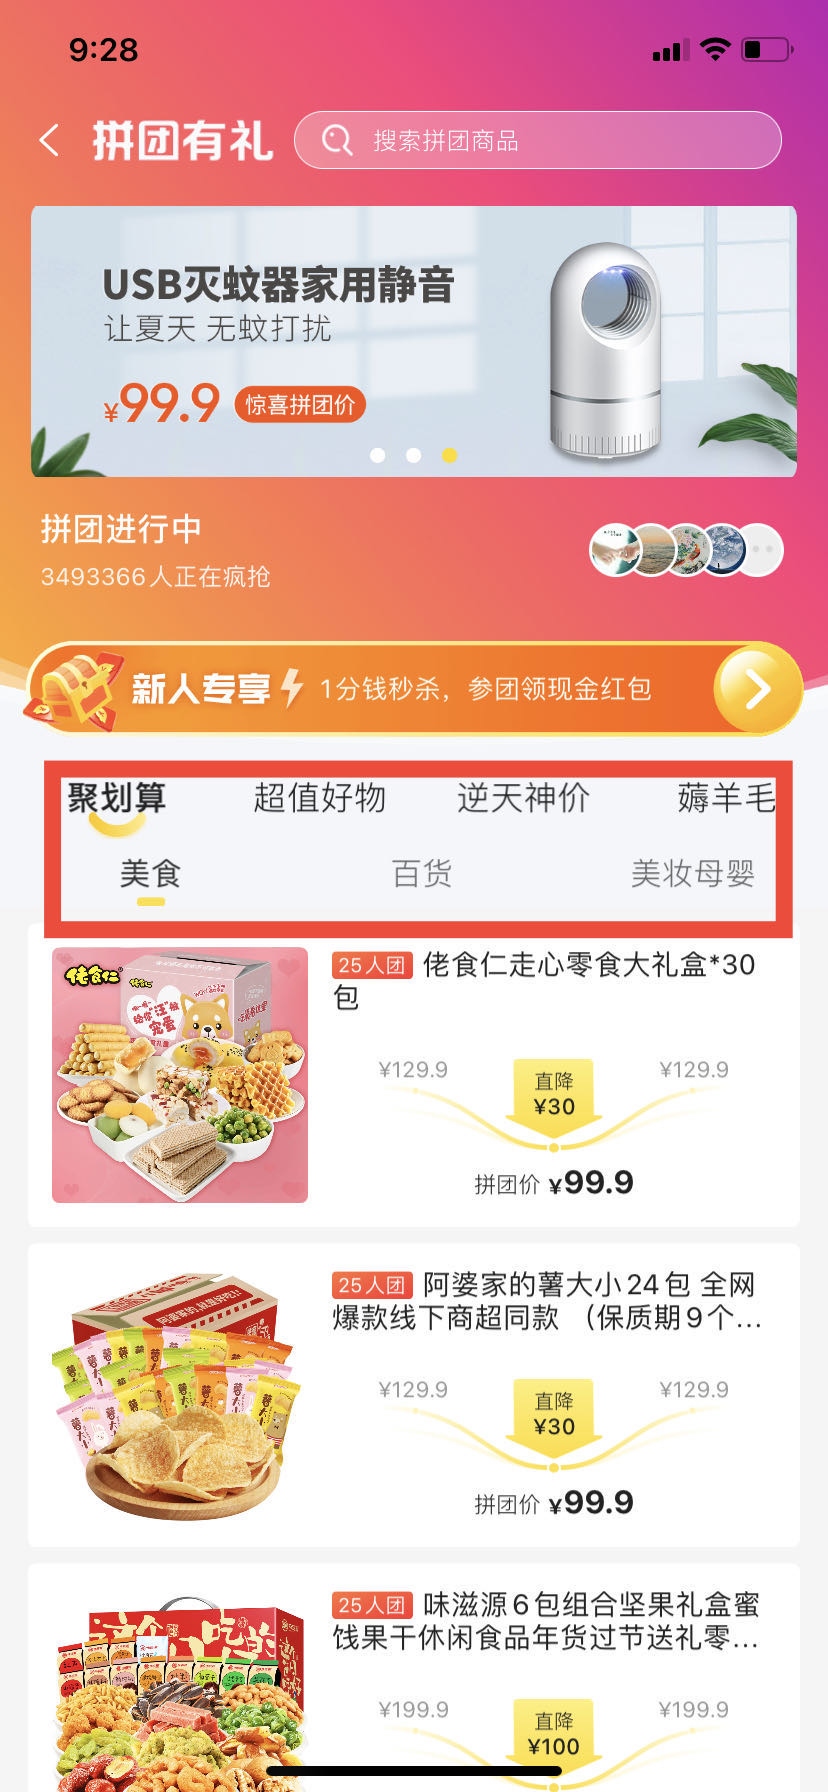 9:28
拼团有礼
搜索拼团商品
USB灭蚊器家用静音
让夏天 无蚊打扰
¥99.9 惊喜拼团价
拼团进行中
3493366人正在疯抢
新人专享 1分钱秒杀，参团领现金红包
聚划算 超值好物 逆天神价 薅羊毛
美食 百货 美妆母婴
佬食仁
25人团 佬食仁走心零食大礼盒*30
包
¥129.9 直降 ¥129.9
¥30
拼团价 ¥99.9
25人团 阿婆家的薯大小24包 全网
爆款线下商超同款 （保质期9个...
¥129.9 直降 ¥129.9
¥30
拼团价 ¥99.9
25人团 味滋源6包组合坚果礼盒蜜
饯果干休闲食品年货过节送礼零...
¥199.9 直降 ¥199.9
¥100